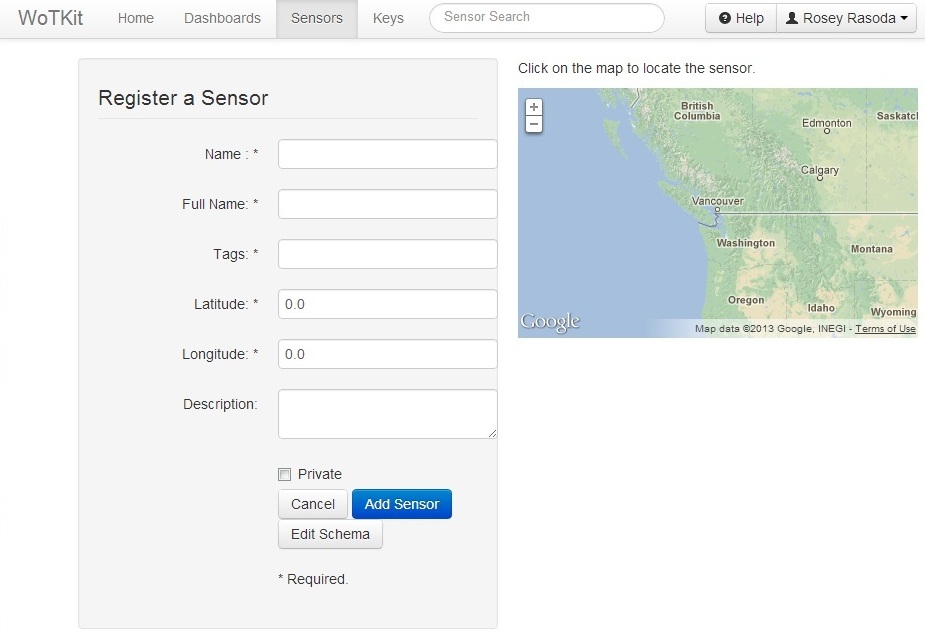 WoTKit Home Dashboards Sensors Keys Sensor Search Help Rosey Rasoda
Click on the map to locate the sensor.
Register a Sensor
Name : *
Full Name: *
Tags: *
Latitude: * 0.0
Longitude: * 0.0
Description:
Private
Cancel Add Sensor
Edit Schema
* Required.
+
−
British
Columbia
Edmonton
Saskatch
Calgary
Vancouver
Washington
Montana
Oregon
Idaho
Wyoming
Google
Map data ©2013 Google, INEGI - Terms of Use